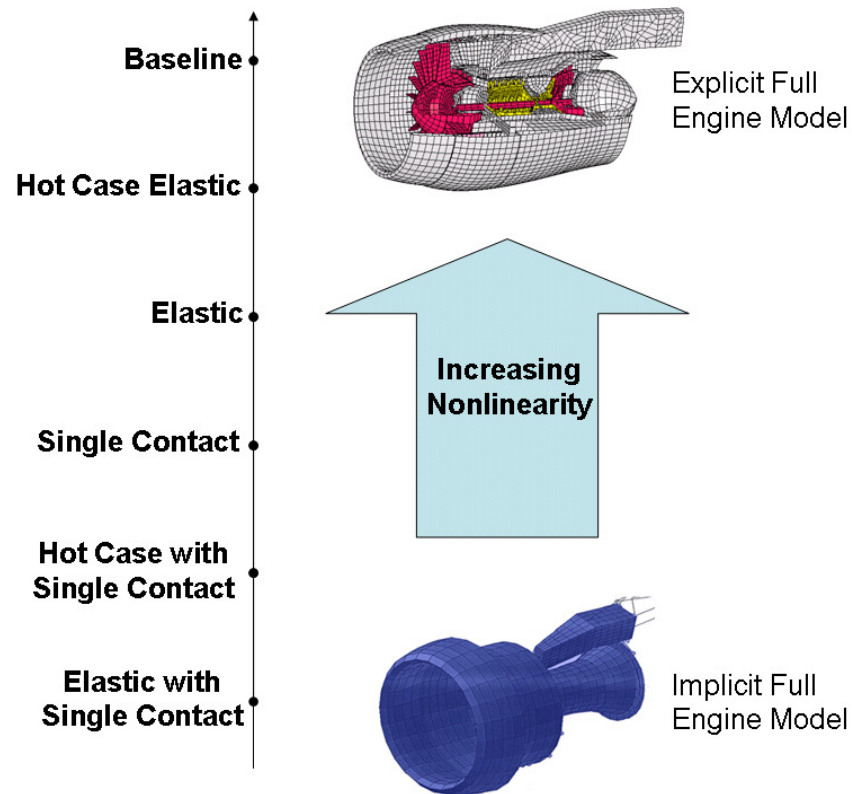 Baseline
Explicit Full
Engine Model
Hot Case Elastic
Elastic
Increasing
Nonlinearity
Single Contact
Hot Case with
Single Contact
Elastic with
Single Contact
Implicit Full
Engine Model